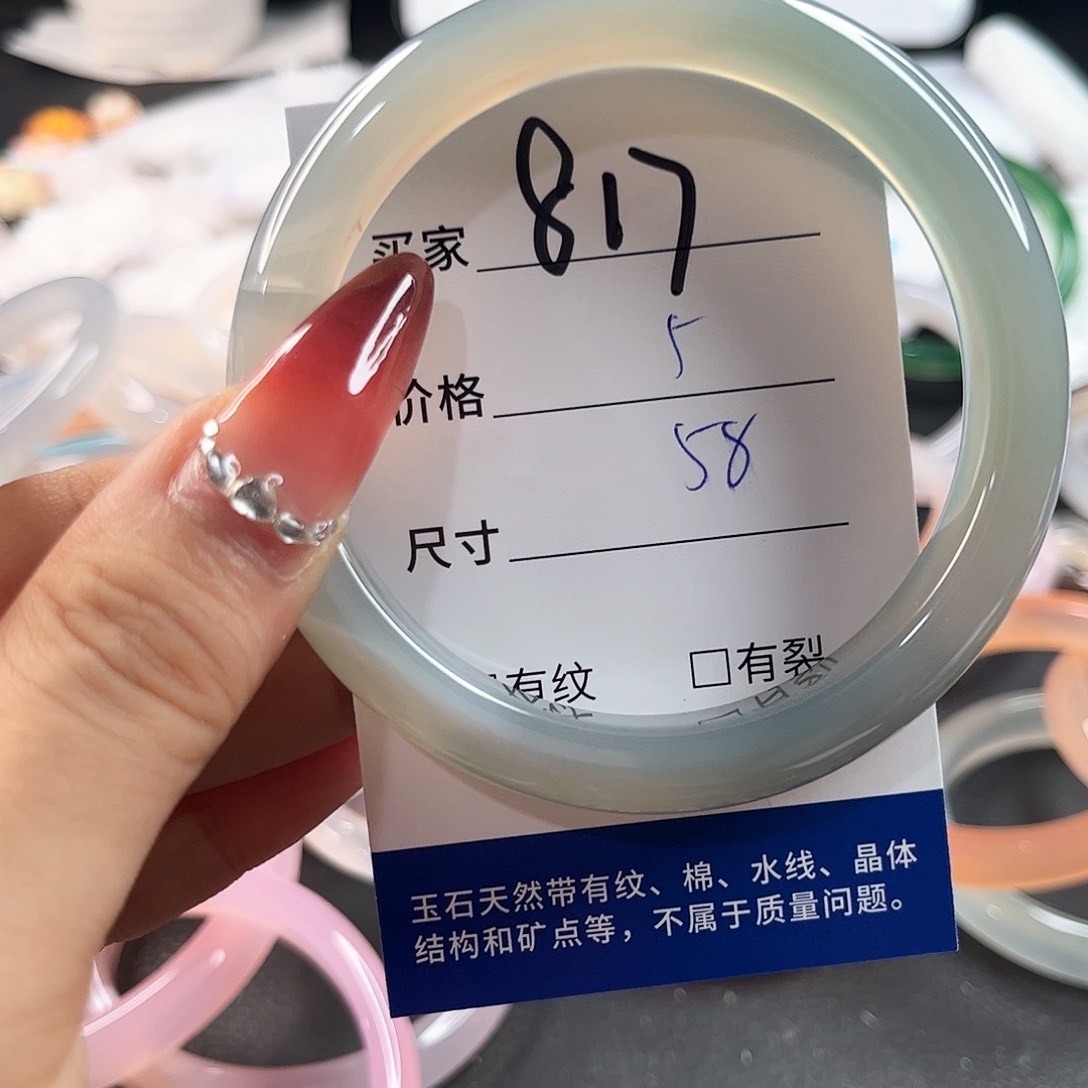 买家 817
价格 5
58
尺寸
□有纹 □有裂
玉石天然带有纹、棉、水线、晶体
结构和矿点等，不属于质量问题。